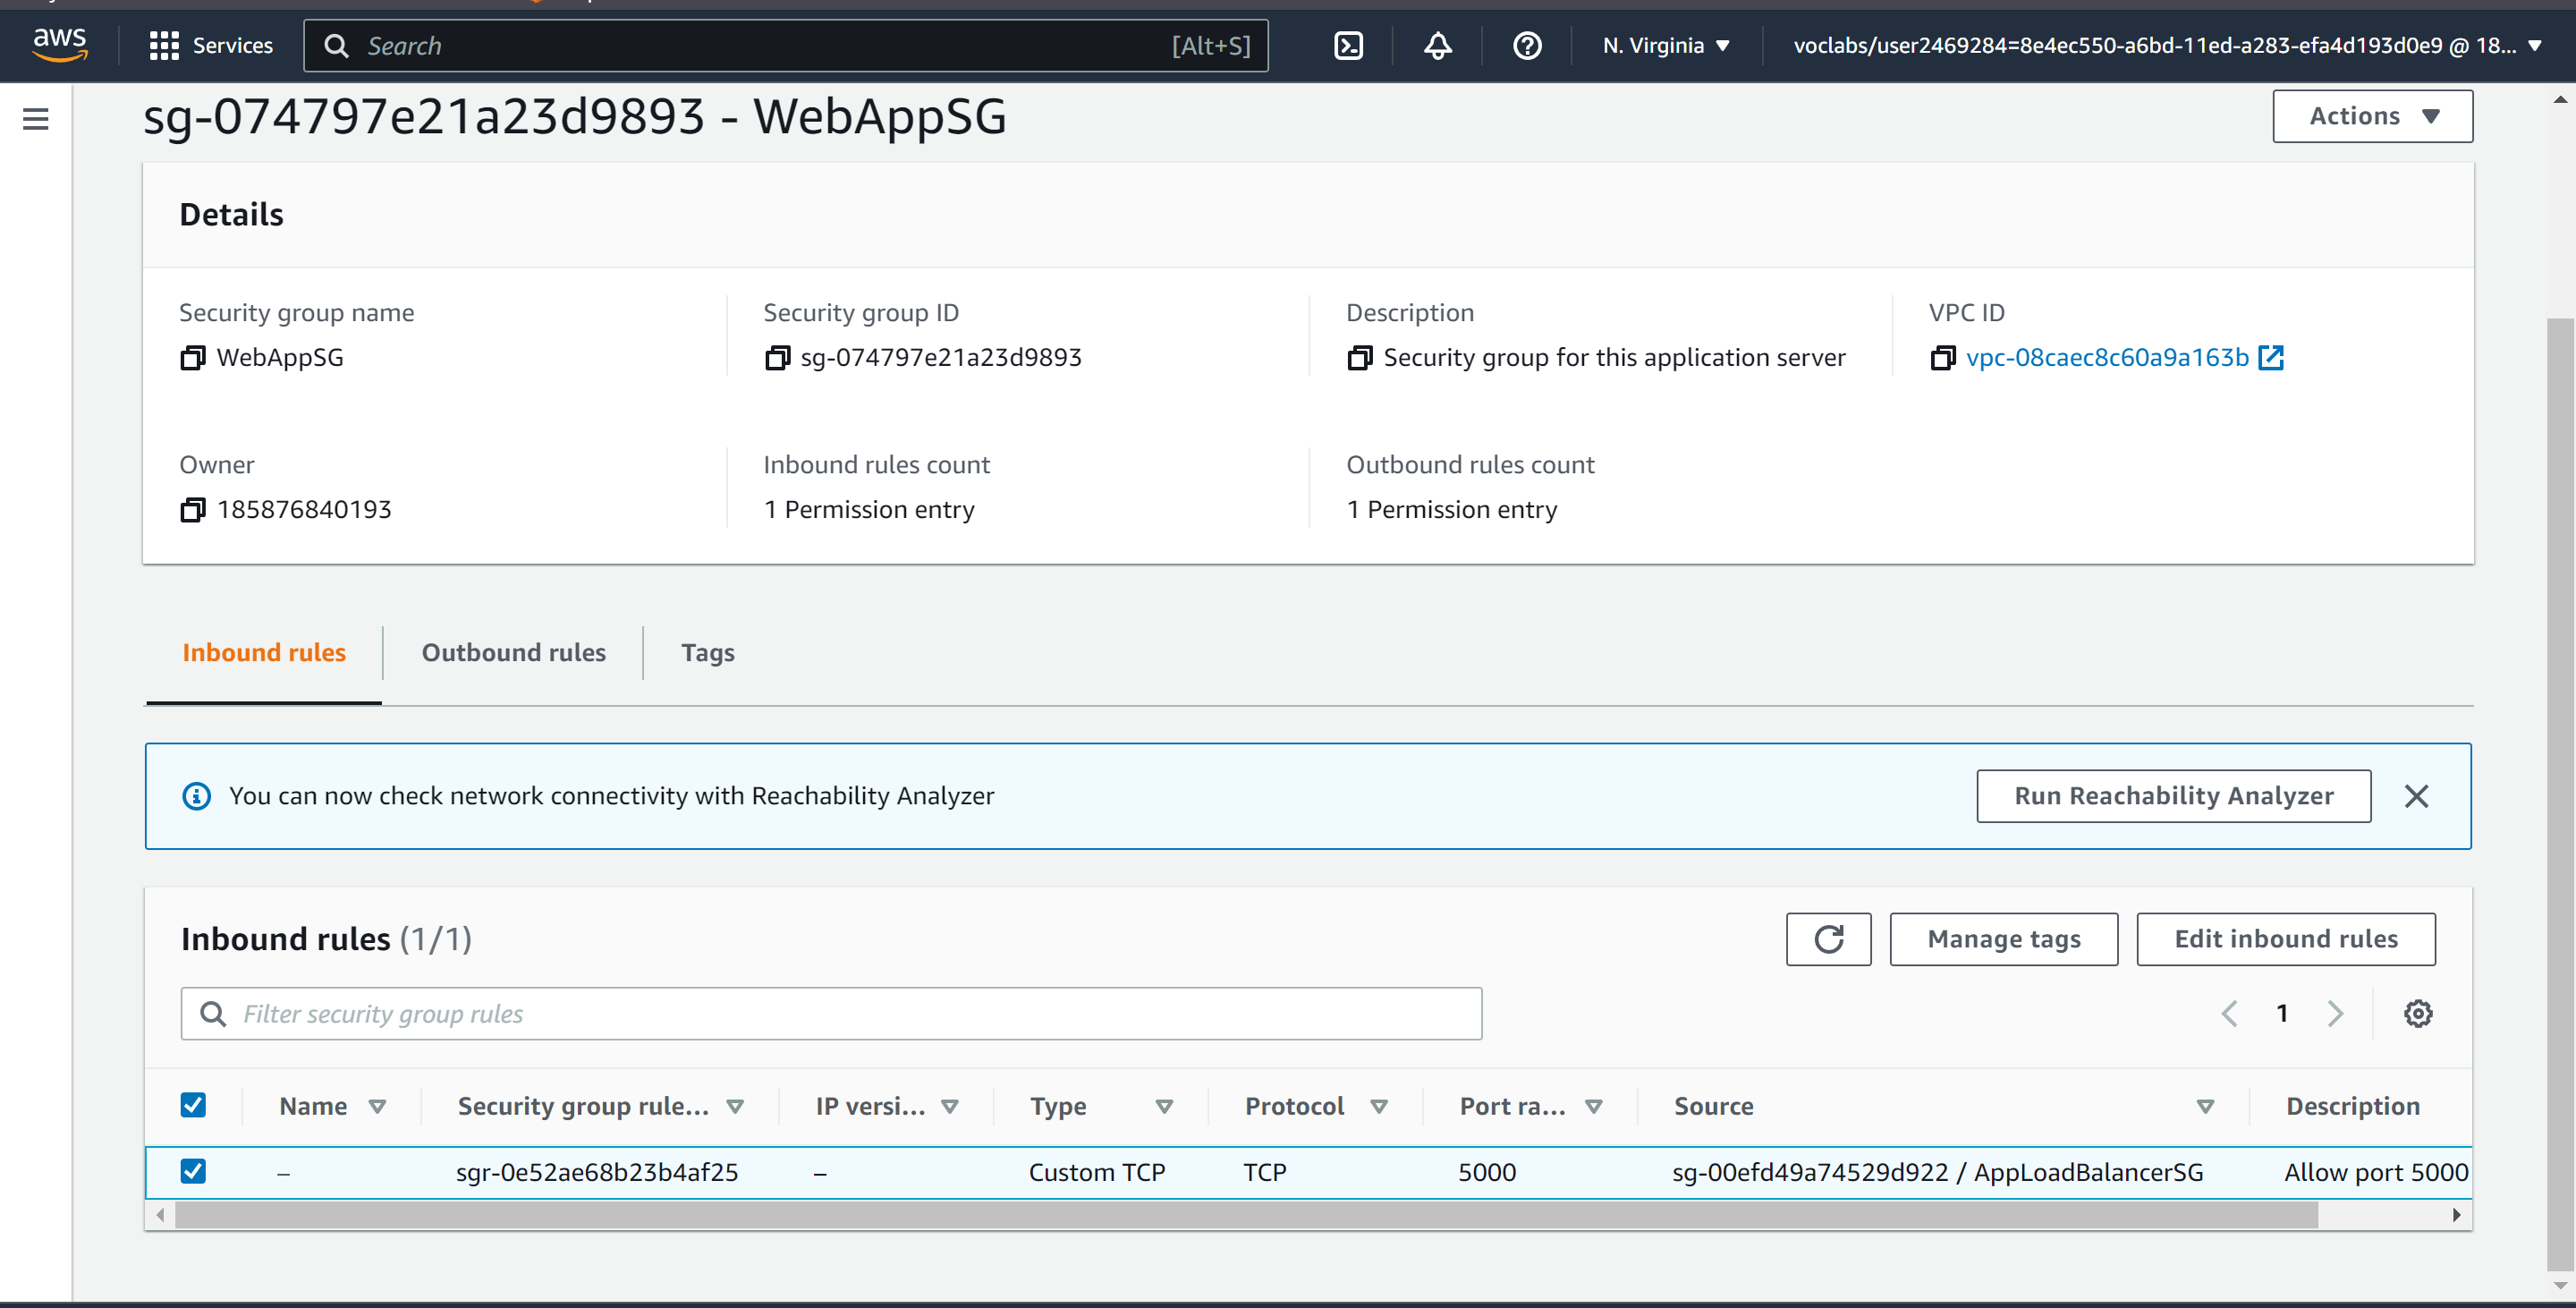 aws
Services
Search [Alt+S]
N. Virginia
voclabs/user2469284=8e4ec550-a6bd-11ed-a283-efa4d193d0e9 @ 18...
sg-074797e21a23d9893 - WebAppSG
Actions
Details
Security group name
WebAppSG
Security group ID
sg-074797e21a23d9893
Description
Security group for this application server
VPC ID
vpc-08caec8c60a9a163b
Owner
185876840193
Inbound rules count
1 Permission entry
Outbound rules count
1 Permission entry
Inbound rules
Outbound rules
Tags
You can now check network connectivity with Reachability Analyzer
Run Reachability Analyzer
Inbound rules (1/1)
Manage tags
Edit inbound rules
Filter security group rules
1
Name Security group rule... IP versi... Type Protocol Port ra... Source Description
– sgr-0e52ae68b23b4af25 – Custom TCP TCP 5000 sg-00efd49a74529d922 / AppLoadBalancerSG Allow port 5000